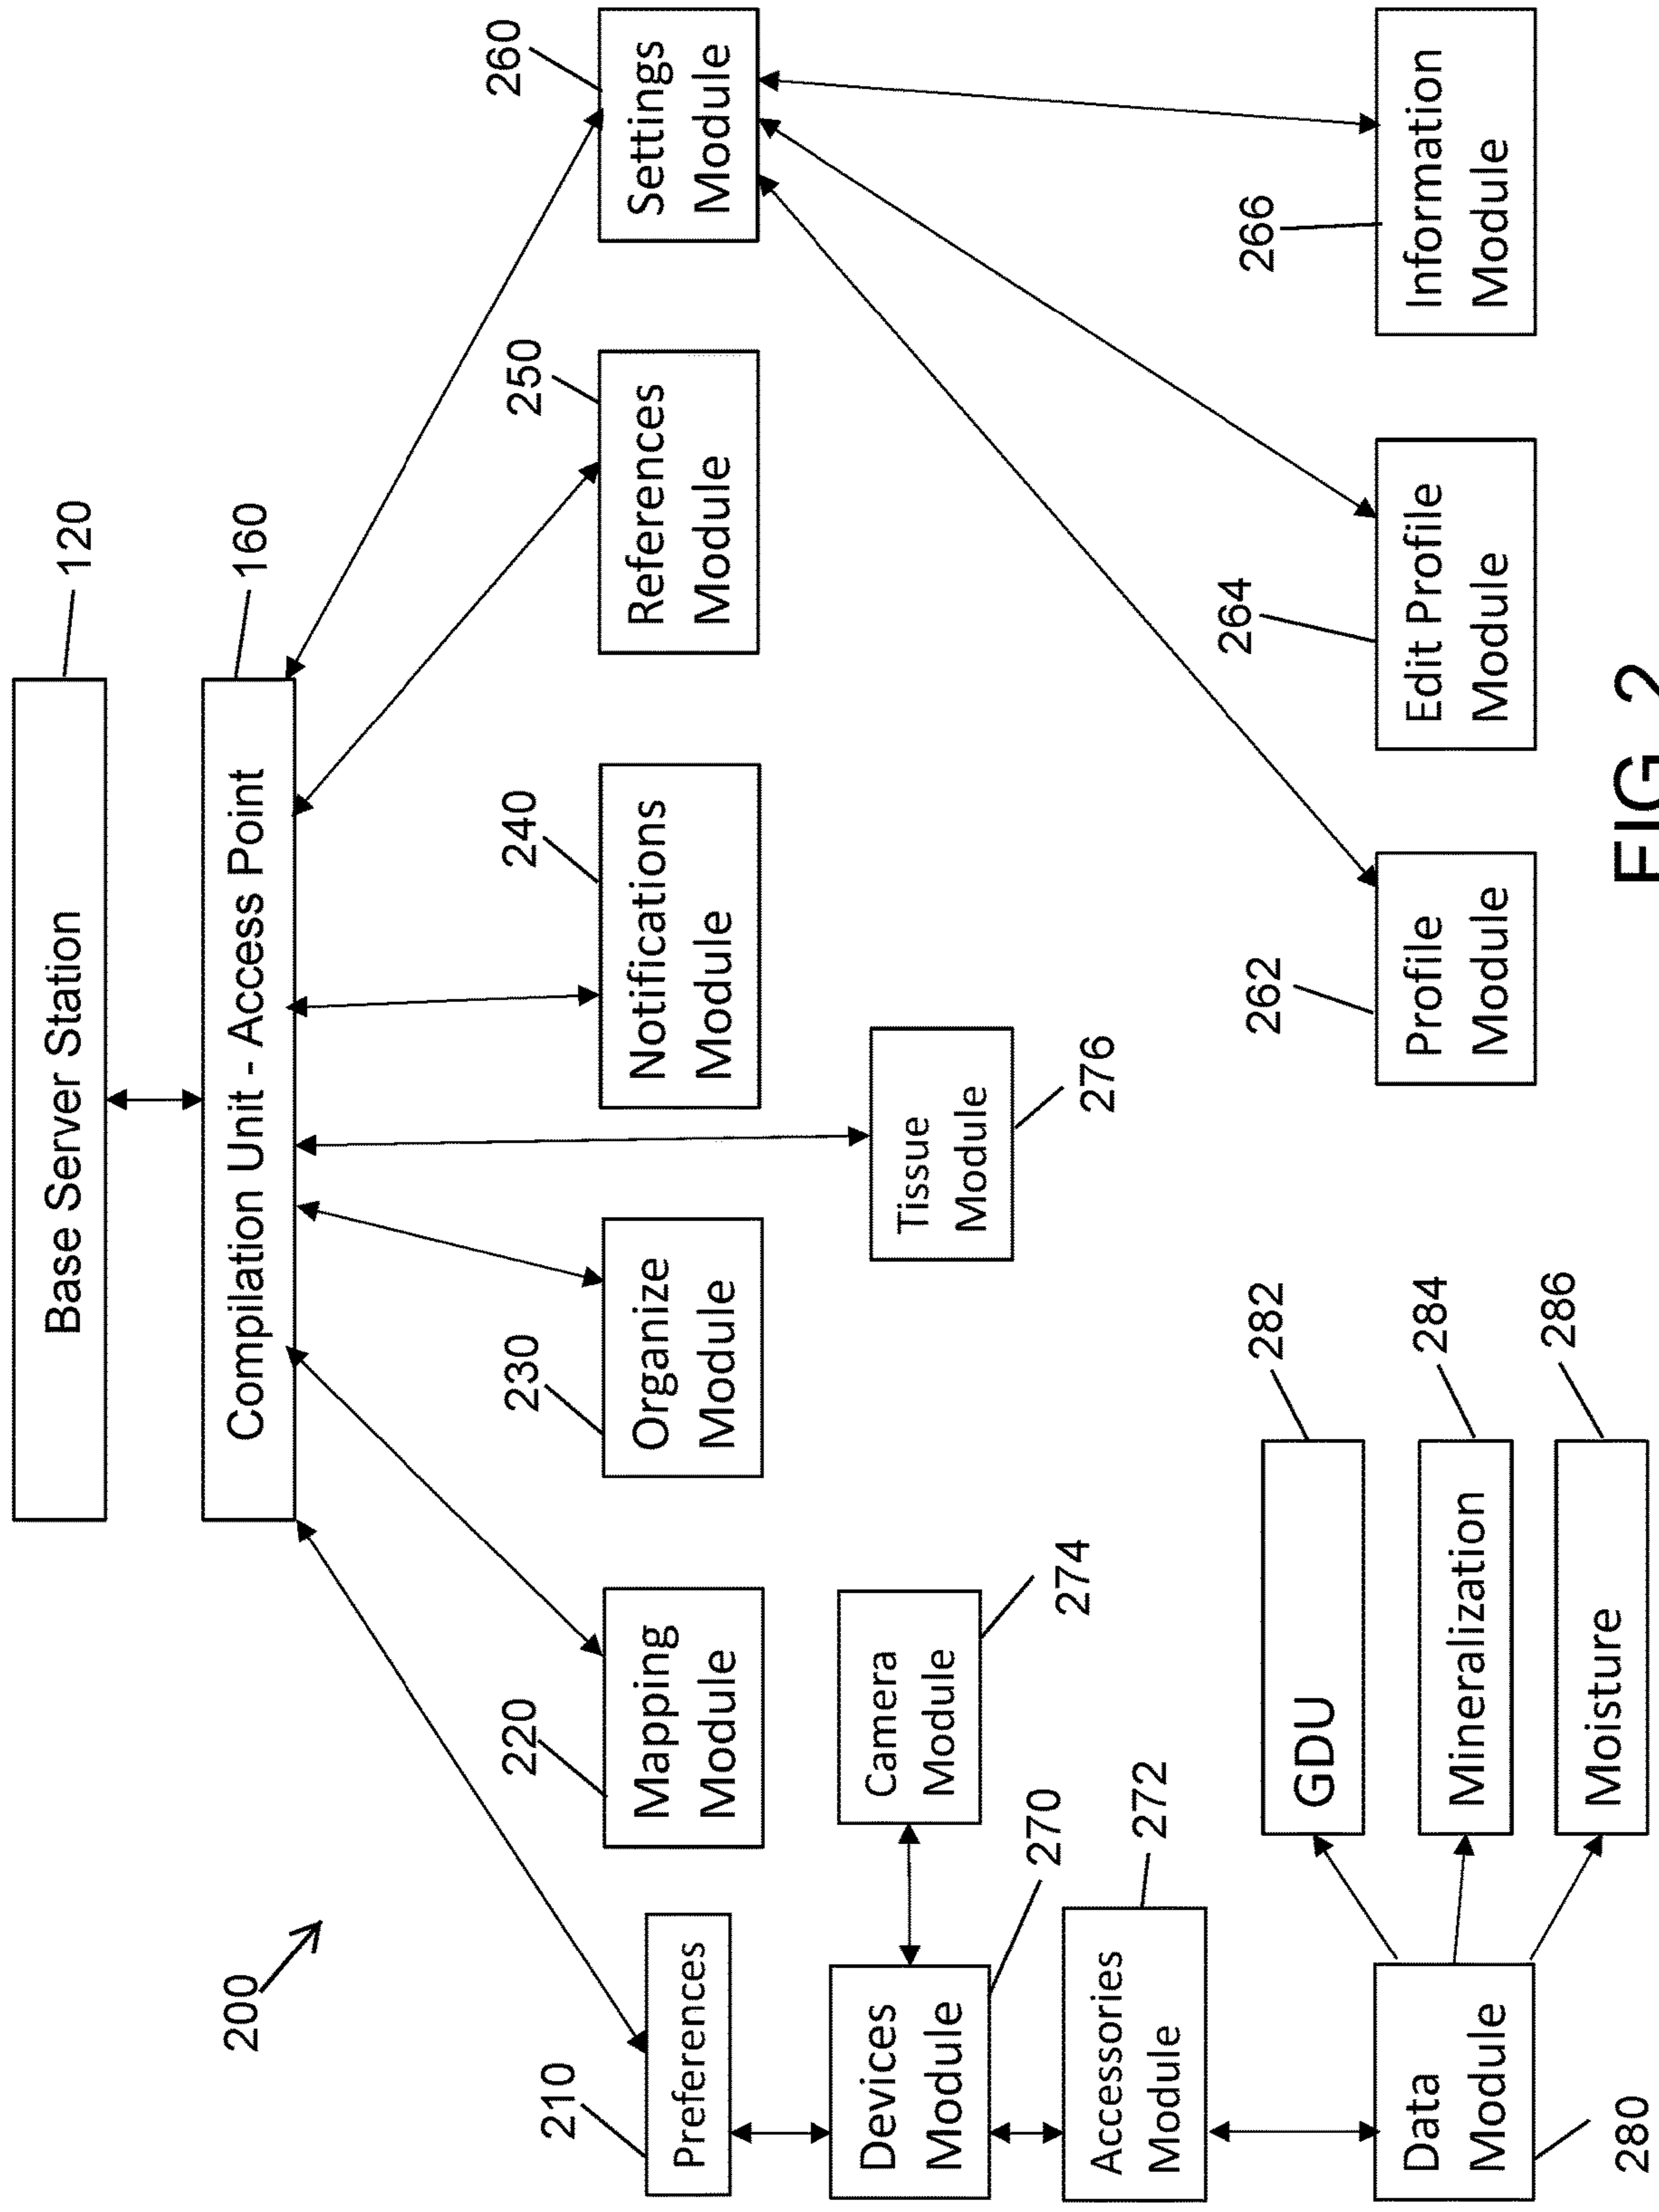 200
Base Server Station
120
Compilation Unit - Access Point
160
210
Preferences
220
Mapping
Module
230
Organize
Module
240
Notifications
Module
250
References
Module
260
Settings
Module
Devices
Module
270
Camera
Module
274
Tissue
Module
276
Accessories
Module
272
Data
Module
280
GDU
282
Mineralization
284
Moisture
286
262
Profile
Module
264
Edit Profile
Module
266
Information
Module
FIG. 2